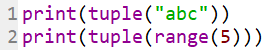 1 print(tuple("abc"))
2 print(tuple(range(5)))